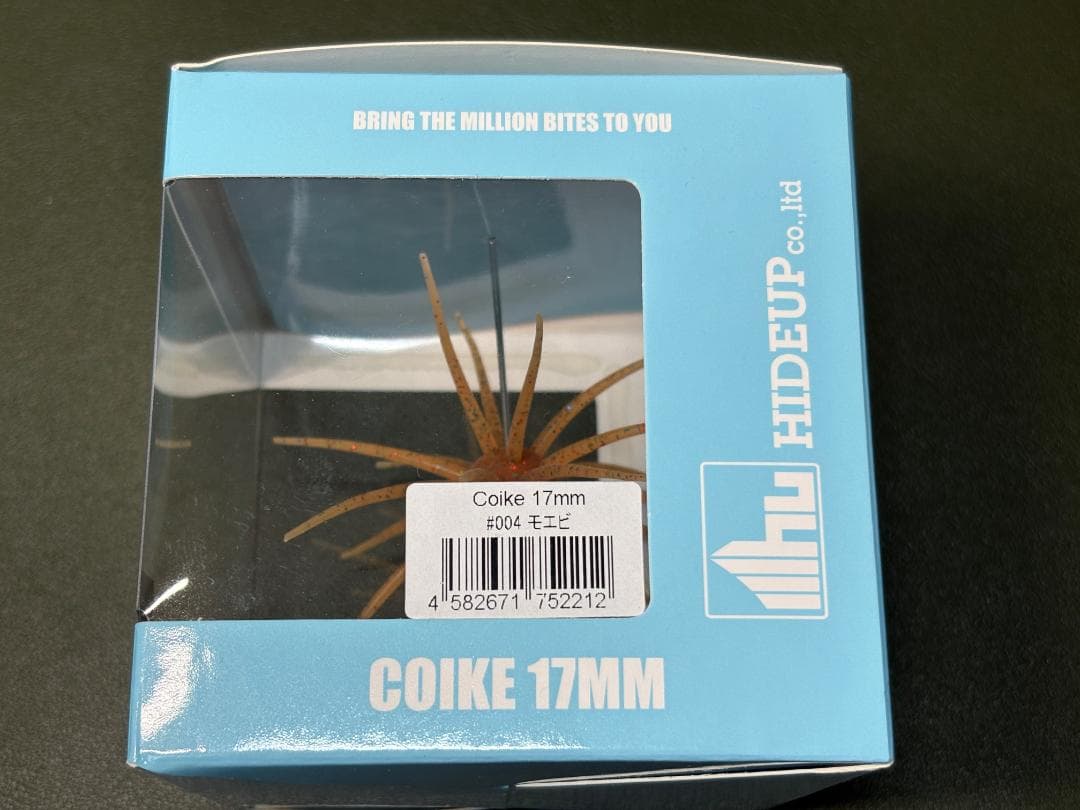 BRING THE MILLION BITES TO YOU
HIDEUP co.,ltd
hu
Coike 17mm
#004 モエビ
4 582671 752212
COIKE 17MM